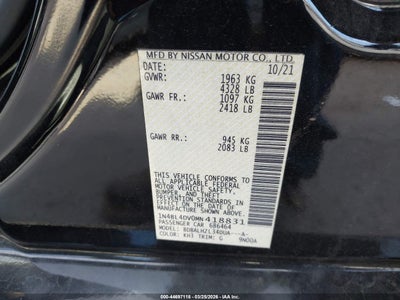 MFD BY NISSAN MOTOR CO., LTD.
DATE: 10/21
GVWR: 1963 KG
4328 LB
GAWR FR.: 1097 KG
2418 LB
GAWR RR.: 945 KG
2083 LB
THIS VEHICLE CONFORMS TO ALL
APPLICABLE FEDERAL SAFETY,
BUMPER, AND THEFT PREVENTION
STANDARDS IN EFFECT ON THE
DATE OF MANUFACTURE SHOWN ABOVE.
1N4BL4DV0MN418831
PASSENGER CAR 686464
MODEL:
COLOR: KH3 TRIM: G
000-44697118 | 03/25/2026 | © IAA